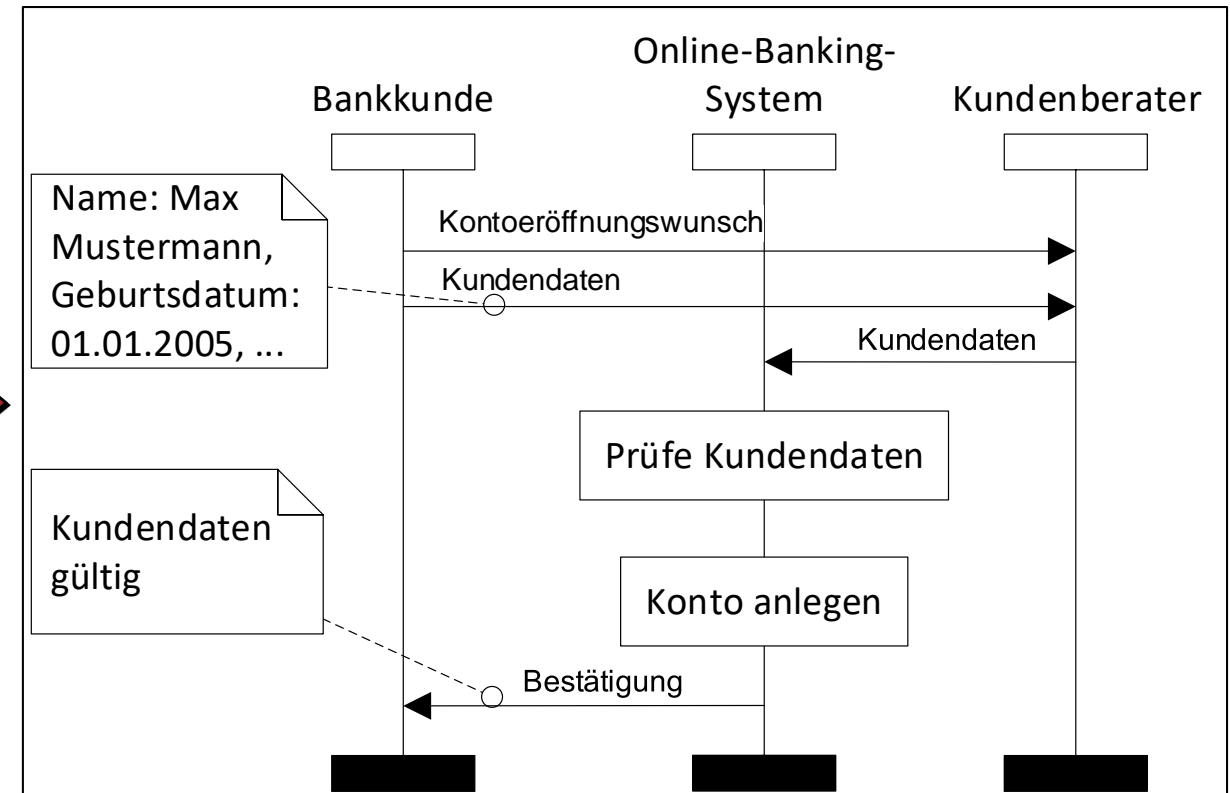 Online-Banking-
System
Bankkunde
Kundenberater
Name: Max
Mustermann,
Geburtsdatum:
01.01.2005, ...
Kontoeröffnungswunsch
Kundendaten
Kundendaten
Prüfe Kundendaten
Kundendaten
gültig
Konto anlegen
Bestätigung